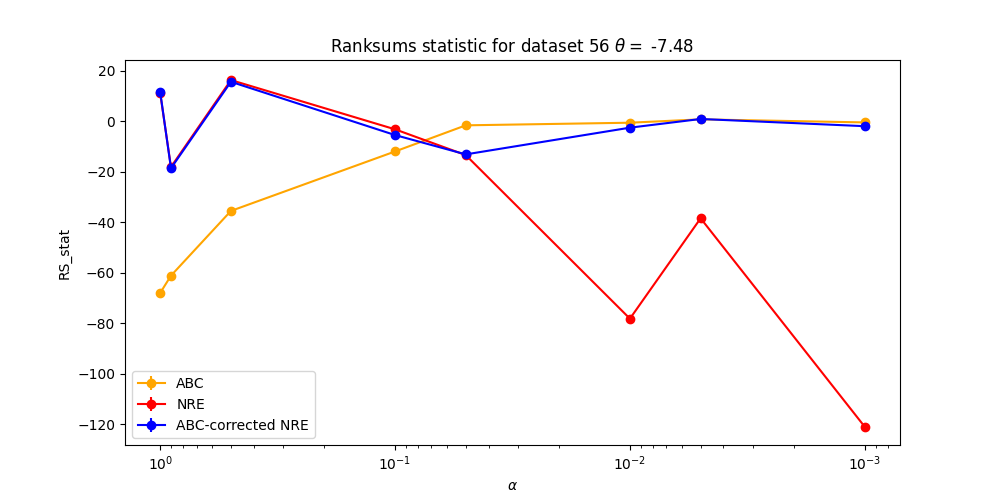 Ranksums statistic for dataset 56 θ = -7.48
RS_stat
20
0
−20
−40
−60
−80
−100
−120
ABC
NRE
ABC-corrected NRE
10⁰
10⁻¹
10⁻²
10⁻³
α